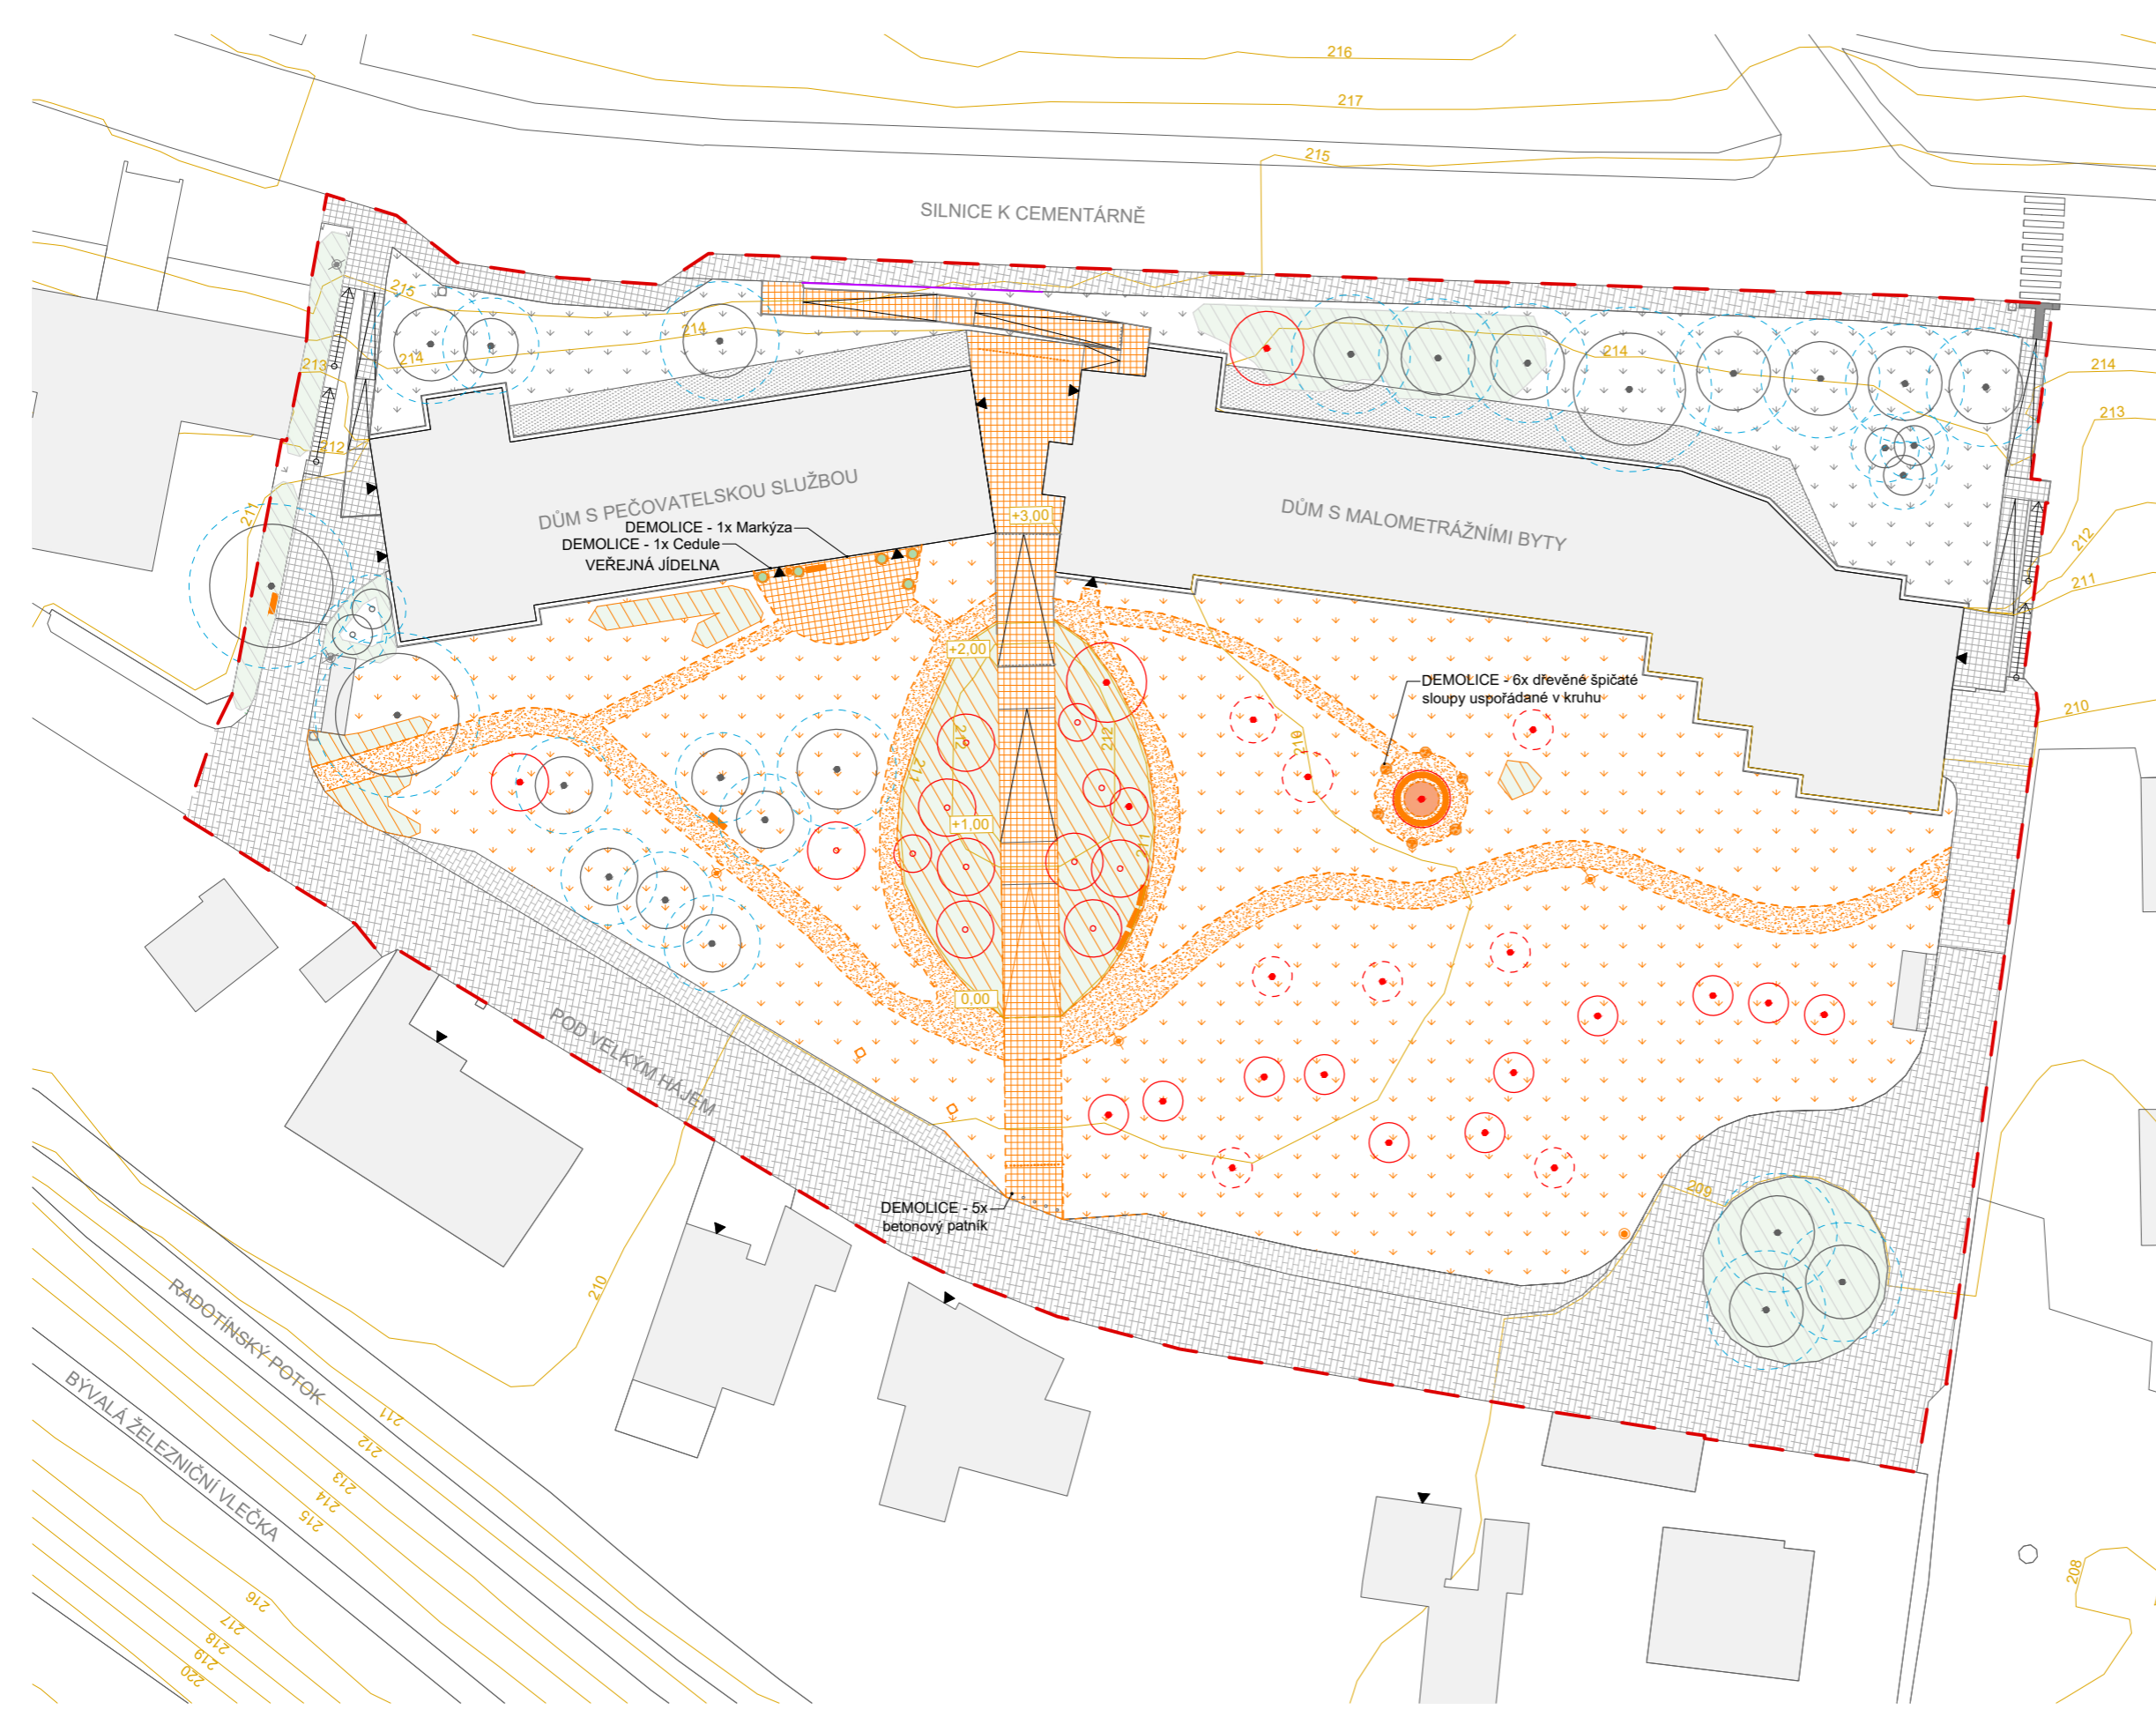 216
217
215
SILNICE K CEMENTÁRNĚ
215
214
214
214
213
214
213
212
212
211
211
210
DŮM S PEČOVATELSKOU SLUŽBOU
DEMOLICE - 1x Markýza
DEMOLICE - 1x Cedule
VEŘEJNÁ JÍDELNA
DŮM S MALOMETRÁŽNÍMI BYTY
+3,00
+2,00
+1,00
0,00
212
211
212
211
210
DEMOLICE - 6x dřevěné špičaté
sloupy uspořádané v kruhu
POD VELKÝM HÁJEM
DEMOLICE - 5x
betonový patník
209
210
RADOTÍNSKÝ POTOK
BÝVALÁ ŽELEZNIČNÍ VLEČKA
211
212
213
214
215
216
217
218
219
220
208